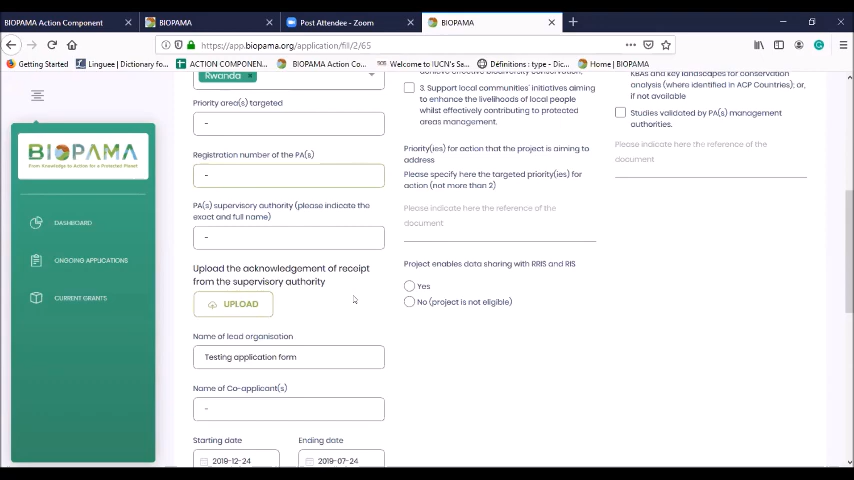 BIOPAMA Action Component
BIOPAMA
Post Attendee - Zoom
BIOPAMA
https://app.biopama.org/application/fill/2/65
Getting Started
Linguee | Dictionary fo
ACTION COMPONENT
BIOPAMA Action Co...
Welcome to IUCN's Sa...
Définitions : type - Dic...
Home - BIOPAMA
Rwanda
Priority area(s) targeted
-
Registration number of the PA(s)
-
PA(s) supervisory authority (please indicate the
exact and full name)
-
Upload the acknowledgement of receipt
from the supervisory authority
UPLOAD
Name of lead organisation
Testing application form
Name of Co-applicant(s)
-
Starting date
Ending date
2019-12-24
2019-07-24
achieve effective biodiversity conservation;
3. Support local communities' initiatives aiming
to enhance the livelihoods of local people
whilst effectively contributing to protected
areas management.
Priority(ies) for action that the project is aiming to
address
Please specify here the targeted priority(ies) for
action (not more than 2)
Please indicate here the reference of the
document
Project enables data sharing with RRIS and RIS
Yes
No (project is not eligible)
KBAs and key landscapes for conservation
analysis (where identified in ACP Countries); or,
if not available
Studies validated by PA(s) management
authorities.
Please indicate here the reference of the
document
BIOPAMA
From Knowledge to Action for a Protected Planet
DASHBOARD
ONGOING APPLICATIONS
CURRENT GRANTS